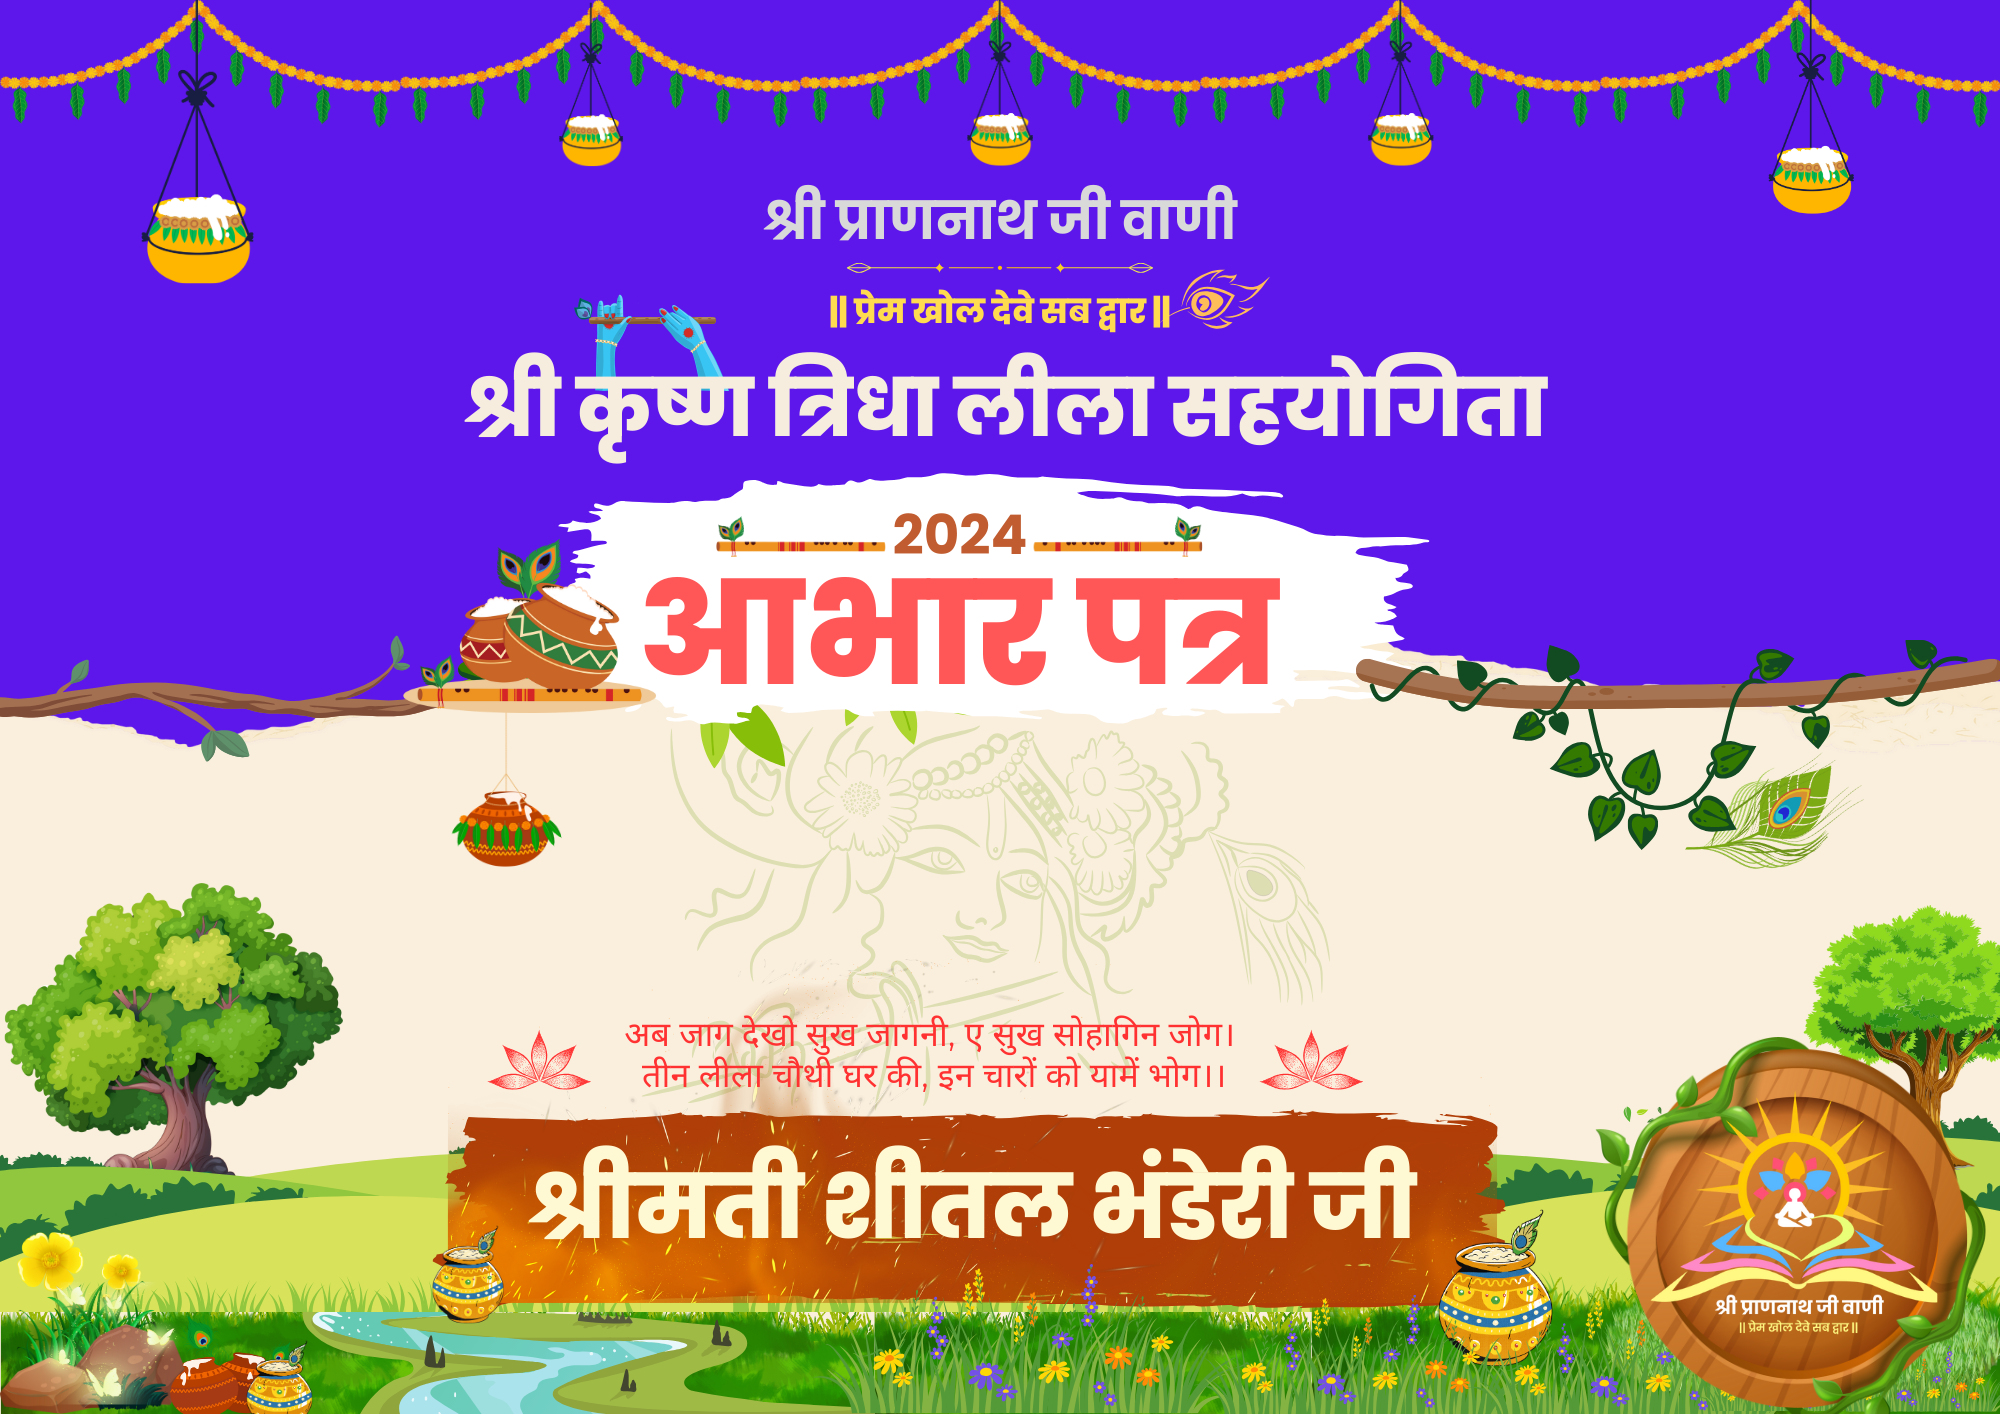 श्री प्राणनाथ जी वाणी
॥ प्रेम खोल देवे सब द्वार ॥
श्री कृष्ण त्रिधा लीला सहयोगिता
2024
आभार पत्र
अब जाग देखो सुख जागनी, ए सुख सोहागिन जोग।
तीन लीला चौथी घर की, इन चारों को यामें भोग।।
श्रीमती शीतल भंडेरी जी
श्री प्राणनाथ जी वाणी
॥ प्रेम खोल देवे सब द्वार ॥